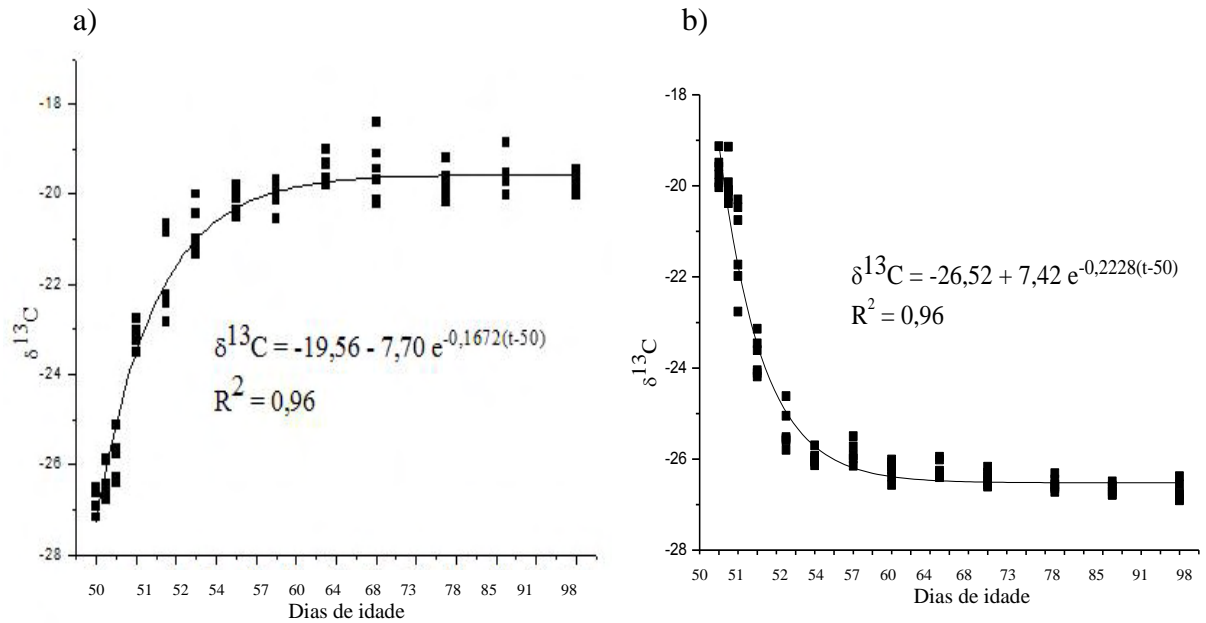 a)
-18
-20
-22
-24
-26
-28
δ13C
δ13C = -19,56 - 7,70 e-0,1672(t-50)
R2 = 0,96
50 51 52 54 57 60 64 68 73 78 85 91 98
Dias de idade
b)
-18
-20
-22
-24
-26
-28
δ13C
δ13C = -26,52 + 7,42 e-0,2228(t-50)
R2 = 0,96
50 51 52 54 57 60 64 68 73 78 85 91 98
Dias de idade